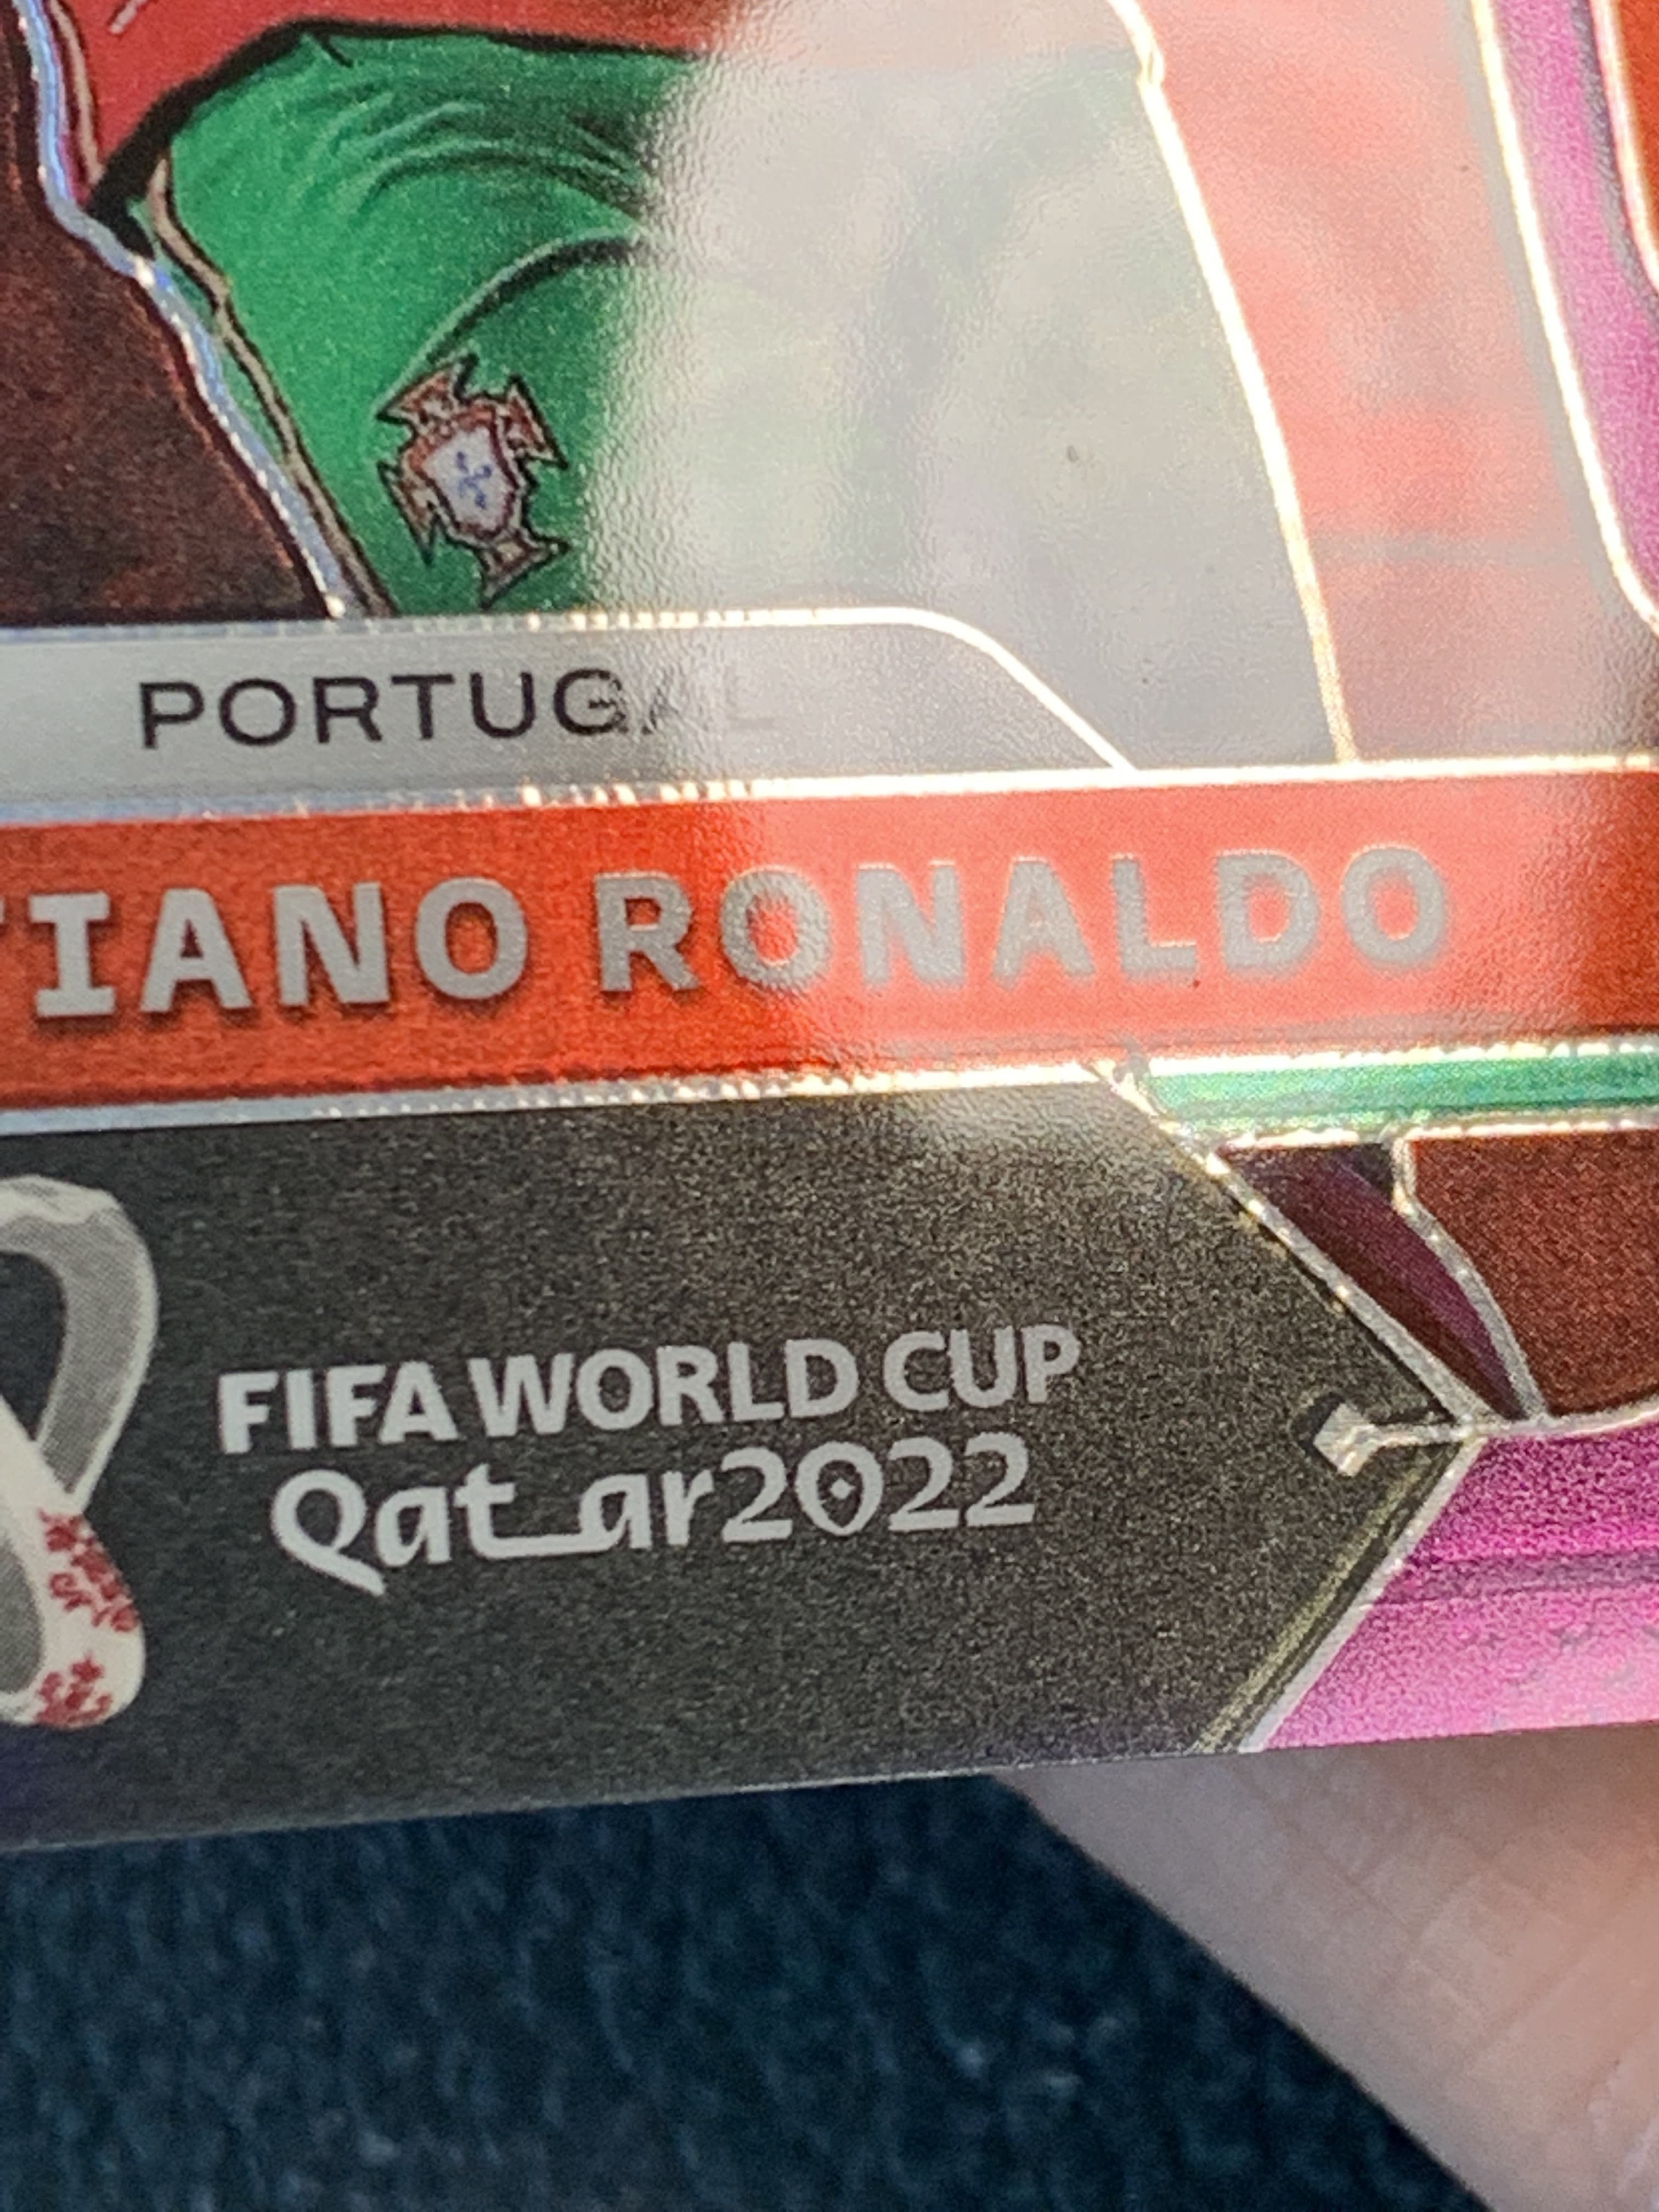 PORTUGAL
TIANO RONALDO
FIFA WORLD CUP
Qatar2022